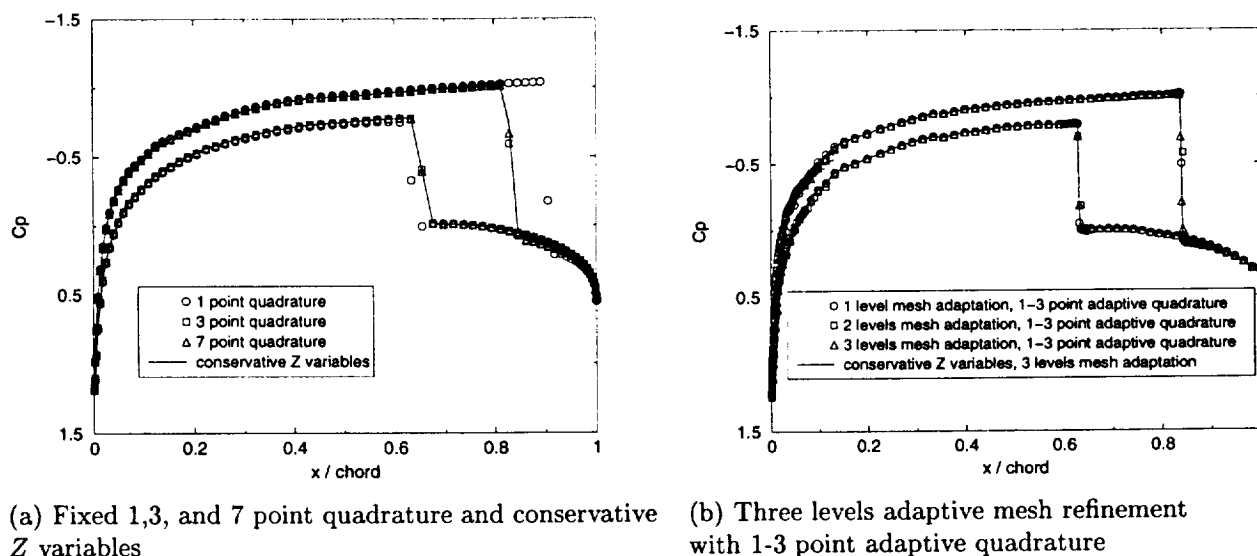 -1.5
-0.5
0.5
1.5
Cp
0
0.2
0.4
0.6
0.8
1
x / chord
1 point quadrature
3 point quadrature
7 point quadrature
conservative Z variables
(a) Fixed 1,3, and 7 point quadrature and conservative
Z variables
-1.5
-0.5
0.5
1.5
Cp
0
0.2
0.4
0.6
0.8
x / chord
1 level mesh adaptation, 1-3 point adaptive quadrature
2 levels mesh adaptation, 1-3 point adaptive quadrature
3 levels mesh adaptation, 1-3 point adaptive quadrature
conservative Z variables, 3 levels mesh adaptation
(b) Three levels adaptive mesh refinement
with 1-3 point adaptive quadrature